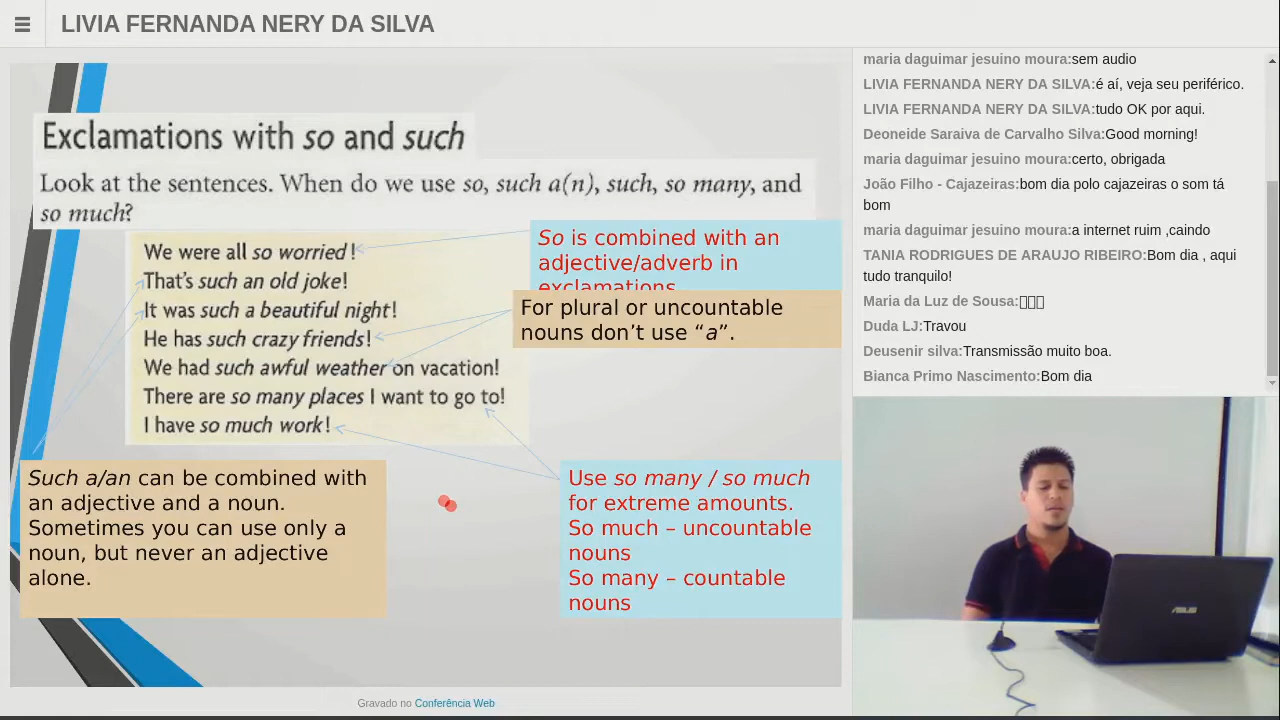 LIVIA FERNANDA NERY DA SILVA
Exclamations with so and such
Look at the sentences. When do we use so, such a(n), such, so many, and
so much?
We were all so worried!
That's such an old joke!
It was such a beautiful night!
He has such crazy friends!
We had such awful weather on vacation!
There are so many places I want to go to!
I have so much work!
So is combined with an
adjective/adverb in
exclamations
For plural or uncountable
nouns don't use “a”.
Such a/an can be combined with
an adjective and a noun.
Sometimes you can use only a
noun, but never an adjective
alone.
Use so many / so much
for extreme amounts.
So much – uncountable
nouns
So many – countable
nouns
Gravado no Conferência Web
maria daguimar jesuino moura:sem audio
LIVIA FERNANDA NERY DA SILVA:é aí, veja seu periférico.
LIVIA FERNANDA NERY DA SILVA:tudo OK por aqui.
Deoneide Saraiva de Carvalho Silva:Good morning!
maria daguimar jesuino moura:certo, obrigada
João Filho - Cajazeiras:bom dia polo cajazeiras o som tá
bom
maria daguimar jesuino moura:a internet ruim ,caindo
TANIA RODRIGUES DE ARAUJO RIBEIRO:Bom dia , aqui
tudo tranquilo!
Maria da Luz de Sousa:
Duda LJ:Travou
Deusenir silva:Transmissão muito boa.
Bianca Primo Nascimento:Bom dia
ASUS